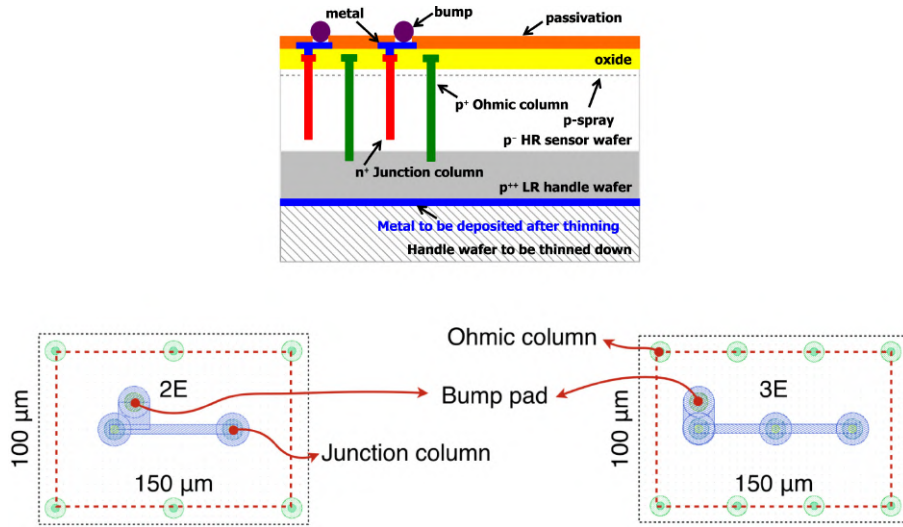 metal
bump
passivation
oxide
p⁺ Ohmic column
p-spray
p⁻ HR sensor wafer
n⁺ Junction column
p⁺⁺ LR handle wafer
Metal to be deposited after thinning
Handle wafer to be thinned down
2E
100 µm
150 µm
Ohmic column
Bump pad
Junction column
3E
100 µm
150 µm